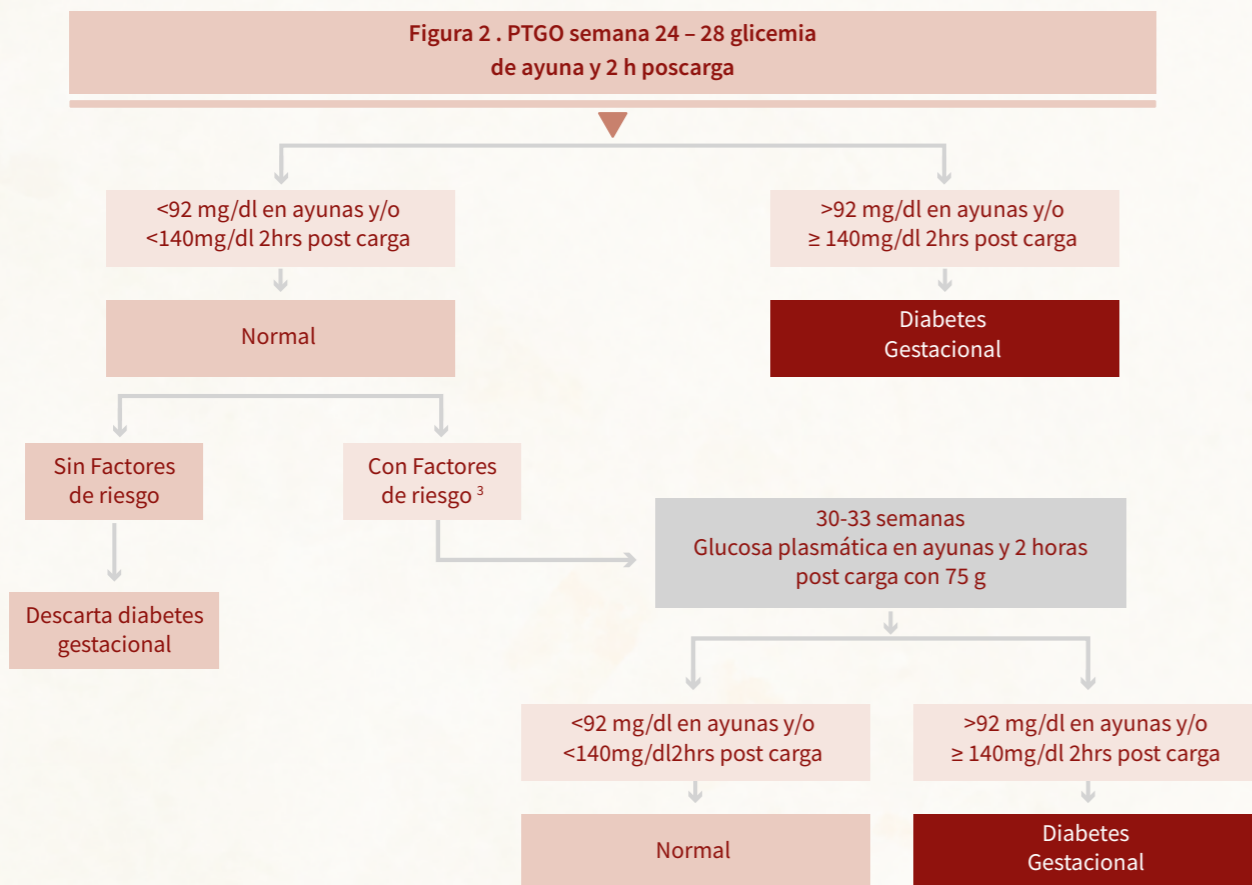 Figura 2 . PTGO semana 24 – 28 glicemia
de ayuna y 2 h poscarga
<92 mg/dl en ayunas y/o
<140mg/dl 2hrs post carga
>92 mg/dl en ayunas y/o
≥ 140mg/dl 2hrs post carga
Normal
Diabetes
Gestacional
Sin Factores
de riesgo
Con Factores
de riesgo ³
30-33 semanas
Glucosa plasmática en ayunas y 2 horas
post carga con 75 g
Descarta diabetes
gestacional
<92 mg/dl en ayunas y/o
<140mg/dl2hrs post carga
>92 mg/dl en ayunas y/o
≥ 140mg/dl 2hrs post carga
Normal
Diabetes
Gestacional